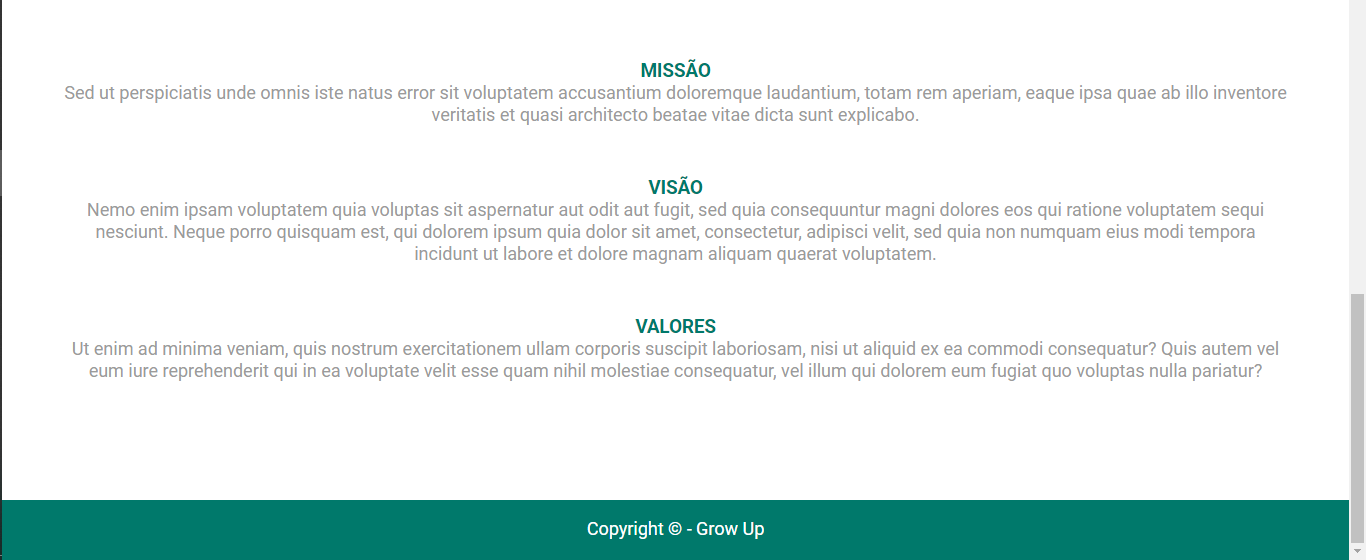 MISSÃO
Sed ut perspiciatis unde omnis iste natus error sit voluptatem accusantium doloremque laudantium, totam rem aperiam, eaque ipsa quae ab illo inventore
veritatis et quasi architecto beatae vitae dicta sunt explicabo.
VISÃO
Nemo enim ipsam voluptatem quia voluptas sit aspernatur aut odit aut fugit, sed quia consequuntur magni dolores eos qui ratione voluptatem sequi
nesciunt. Neque porro quisquam est, qui dolorem ipsum quia dolor sit amet, consectetur, adipisci velit, sed quia non numquam eius modi tempora
incidunt ut labore et dolore magnam aliquam quaerat voluptatem.
VALORES
Ut enim ad minima veniam, quis nostrum exercitationem ullam corporis suscipit laboriosam, nisi ut aliquid ex ea commodi consequatur? Quis autem vel
eum iure reprehenderit qui in ea voluptate velit esse quam nihil molestiae consequatur, vel illum qui dolorem eum fugiat quo voluptas nulla pariatur?
Copyright © - Grow Up